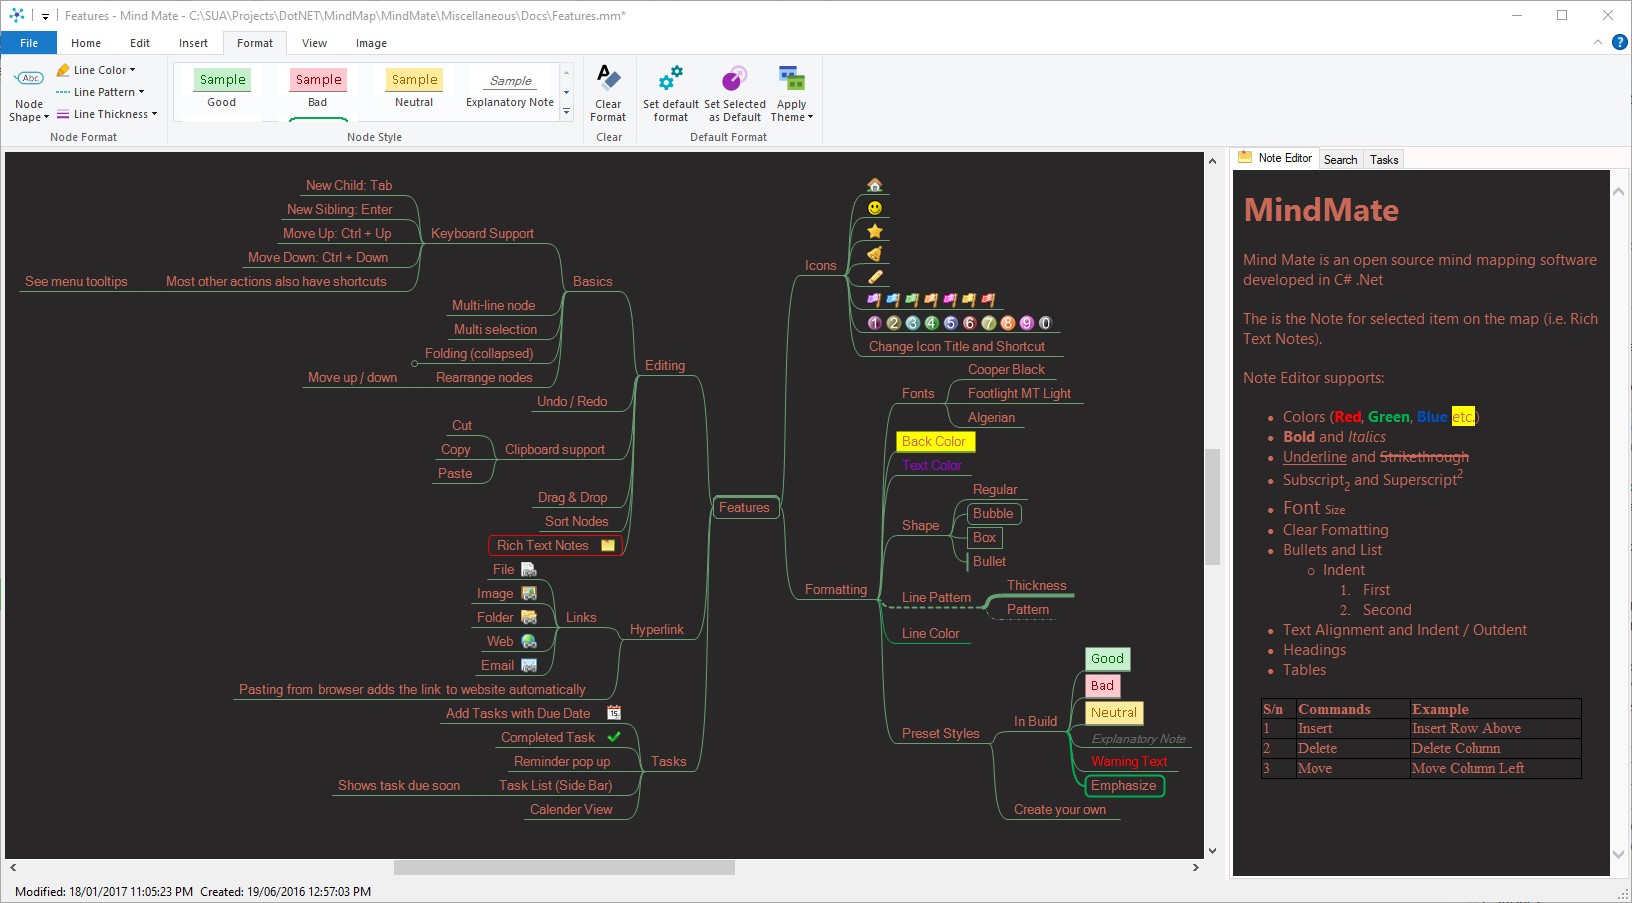 Features - Mind Mate - C:\SUA\Projects\DotNET\MindMap\MindMate\Miscellaneous\Docs\Features.mm*
File Home Edit Insert Format View Image
Abc
Node Shape
Line Color
Line Pattern
Line Thickness
Node Format
Sample Sample Sample Sample
Good Bad Neutral Explanatory Note
Node Style
Clear Format
Clear
Set default format
Set Selected as Default
Apply Theme
Default Format
New Child: Tab
New Sibling: Enter
Move Up: Ctrl + Up
Move Down: Ctrl + Down
See menu tooltips
Most other actions also have shortcuts
Keyboard Support
Basics
Multi-line node
Multi selection
Folding (collapsed)
Move up / down
Rearrange nodes
Editing
Undo / Redo
Cut
Copy
Paste
Clipboard support
Drag & Drop
Sort Nodes
Rich Text Notes
File
Image
Folder
Web
Email
Links
Hyperlink
Pasting from browser adds the link to website automatically
Add Tasks with Due Date
15
Completed Task
Reminder pop up
Shows task due soon
Task List (Side Bar)
Calender View
Tasks
Features
Icons
1 2 3 4 5 6 7 8 9 0
Change Icon Title and Shortcut
Formatting
Fonts
Cooper Black
Footlight MT Light
Algerian
Back Color
Text Color
Shape
Regular
Bubble
Box
Bullet
Line Pattern
Thickness
Pattern
Line Color
Preset Styles
In Build
Good
Bad
Neutral
Explanatory Note
Warning Text
Emphasize
Create your own
Note Editor Search Tasks
MindMate
Mind Mate is an open source mind mapping software
developed in C# .Net
The is the Note for selected item on the map (i.e. Rich
Text Notes).
Note Editor supports:
• Colors (Red, Green, Blue etc.)
• Bold and Italics
• Underline and Strikethrough
• Subscript2 and Superscript2
• Font Size
• Clear Fomatting
• Bullets and List
o Indent
1. First
2. Second
• Text Alignment and Indent / Outdent
• Headings
• Tables
S/n Commands Example
1 Insert Insert Row Above
2 Delete Delete Column
3 Move Move Column Left
Modified: 18/01/2017 11:05:23 PM Created: 19/06/2016 12:57:03 PM